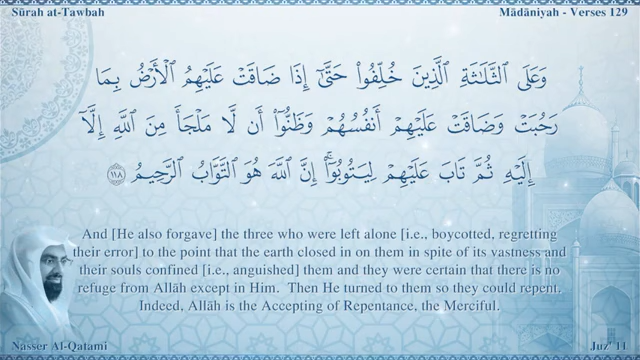 Sūrah at-Tawbah
Mādāniyah - Verses 129
وَعَلَى ٱلثَّلَـٰثَةِ ٱلَّذِينَ خُلِّفُوا۟ حَتَّىٰٓ إِذَا ضَاقَتْ عَلَيْهِمُ ٱلْأَرْضُ بِمَا
رَحُبَتْ وَضَاقَتْ عَلَيْهِمْ أَنفُسُهُمْ وَظَنُّوٓا۟ أَن لَّا مَلْجَأَ مِنَ ٱللَّهِ إِلَّآ
إِلَيْهِ ثُمَّ تَابَ عَلَيْهِمْ لِيَتُوبُوٓا۟ ۚ إِنَّ ٱللَّهَ هُوَ ٱلتَّوَّابُ ٱلرَّحِيمُ ١١٨
And [He also forgave] the three who were left alone [i.e., boycotted, regretting
their error] to the point that the earth closed in on them in spite of its vastness and
their souls confined [i.e., anguished] them and they were certain that there is no
refuge from Allāh except in Him. Then He turned to them so they could repent.
Indeed, Allāh is the Accepting of Repentance, the Merciful.
Nasser Al-Qatami
Juz' 11